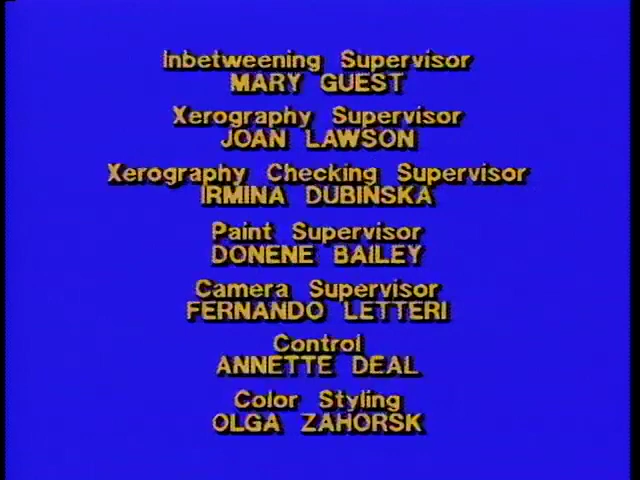 Inbetweening Supervisor
MARY GUEST
Xerography Supervisor
JOAN LAWSON
Xerography Checking Supervisor
IRMINA DUBINSKA
Paint Supervisor
DONENE BAILEY
Camera Supervisor
FERNANDO LETTERI
Control
ANNETTE DEAL
Color Styling
OLGA ZAHORSK